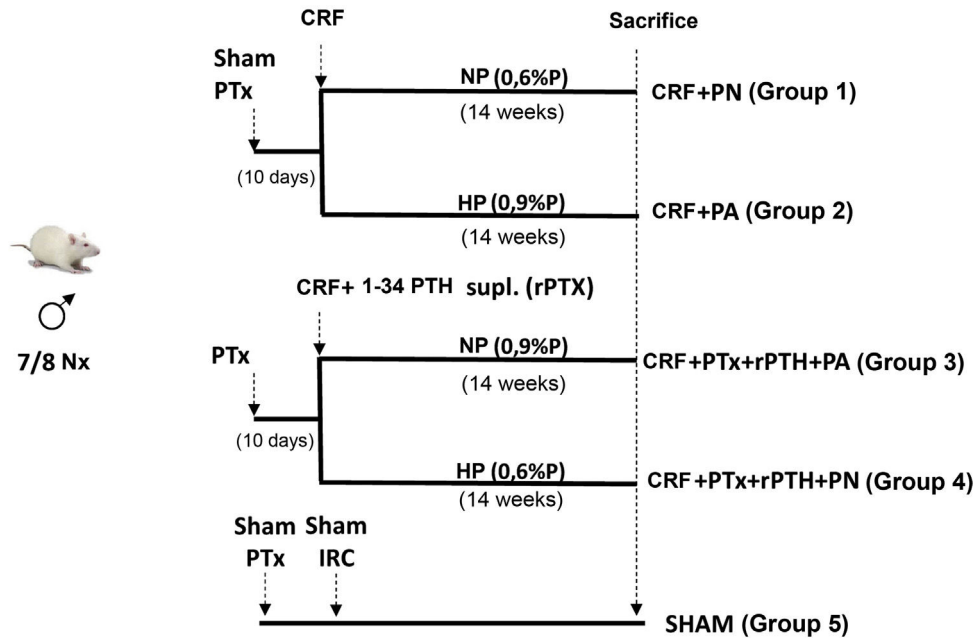 CRF
Sacrifice
Sham
PTx
NP (0,6%P)
CRF+PN (Group 1)
(14 weeks)
(10 days)
HP (0,9%P)
CRF+PA (Group 2)
(14 weeks)
CRF+ 1-34 PTH supl. (rPTX)
7/8 Nx
PTx
NP (0,9%P)
CRF+PTx+rPTH+PA (Group 3)
(14 weeks)
(10 days)
HP (0,6%P)
CRF+PTx+rPTH+PN (Group 4)
(14 weeks)
Sham Sham
PTx IRC
SHAM (Group 5)